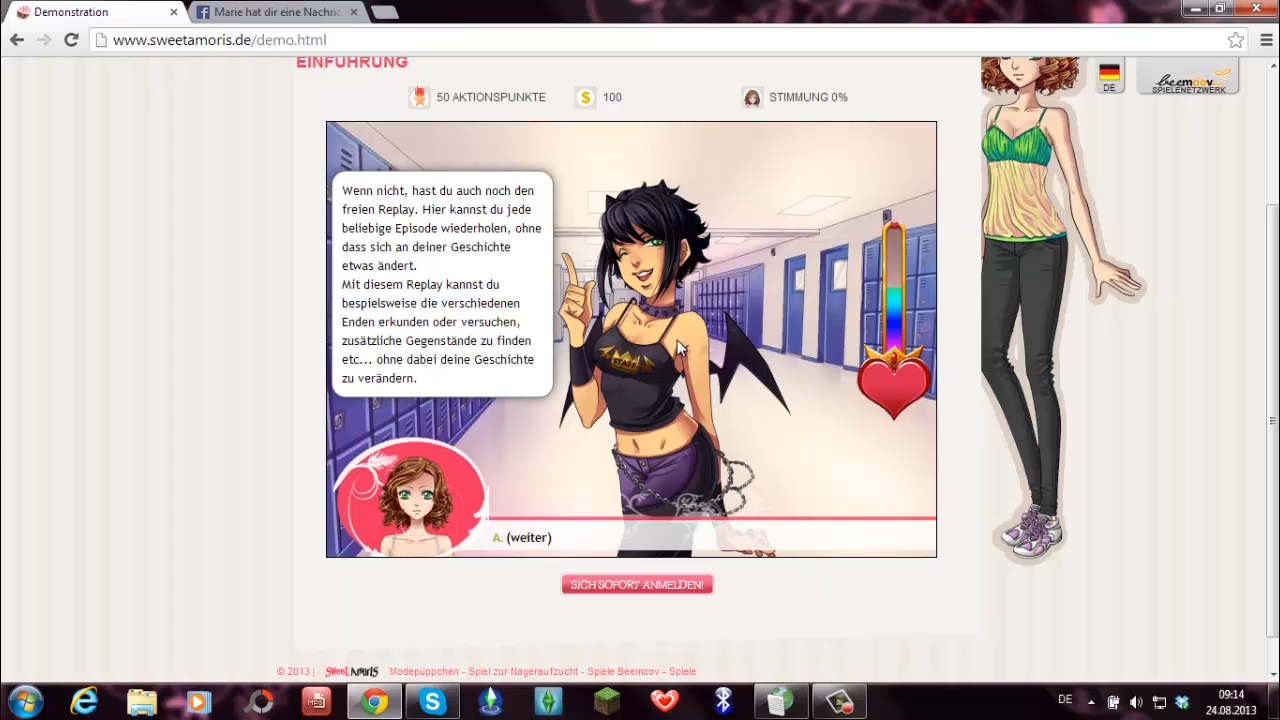 Demonstration
Marie hat dir eine Nachric
www.sweetamoris.de/demo.html
EINFÜHRUNG
50 AKTIONSPUNKTE
100
STIMMUNG 0%
DE
beemoov
SPIELENETZWERK
Wenn nicht, hast du auch noch den
freien Replay. Hier kannst du jede
beliebige Episode wiederholen, ohne
dass sich an deiner Geschichte
etwas ändert.
Mit diesem Replay kannst du
bespielsweise die verschiedenen
Enden erkunden oder versuchen,
zusätzliche Gegenstände zu finden
etc... ohne dabei deine Geschichte
zu verändern.
A. (weiter)
SICH SOFORT ANMELDEN!
© 2013 | Sweet Amoris Modepüppchen - Spiel zur Nageraufzucht - Spiele Beemoov - Spiele
MP3
DE
09:14
24.08.2013